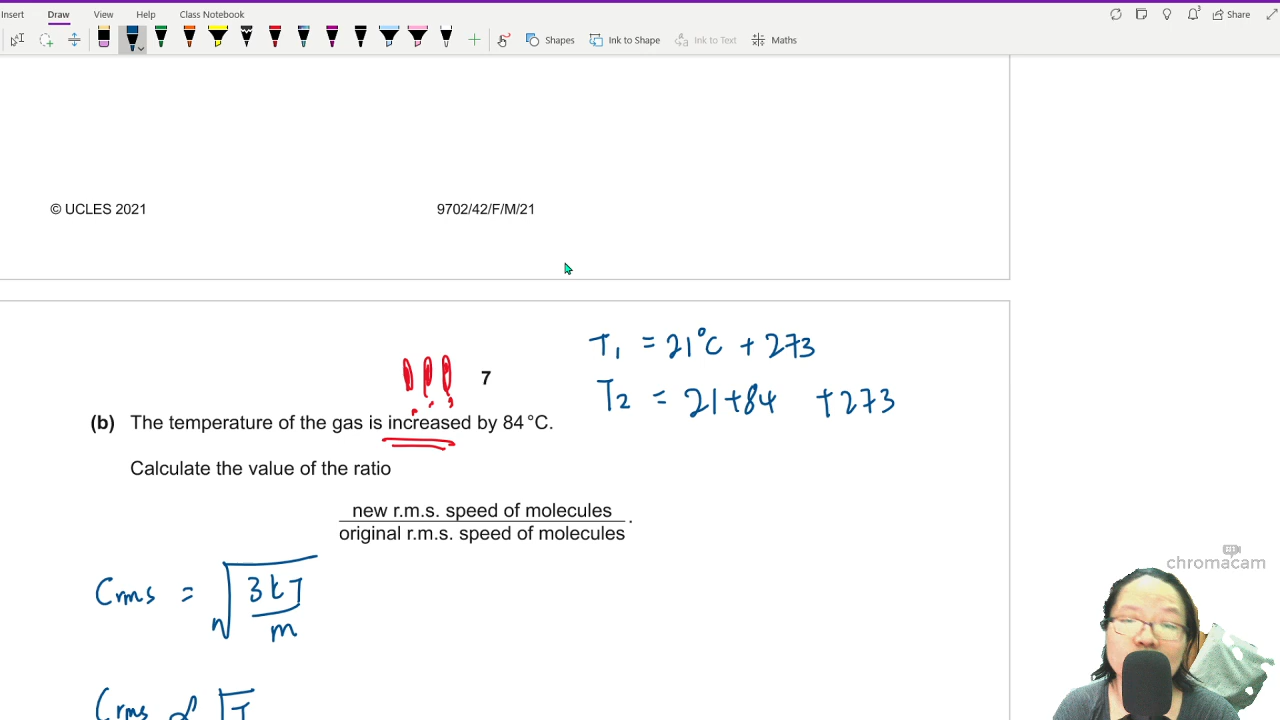 Insert Draw View Help Class Notebook Share
Shapes Ink to Shape Ink to Text Maths
© UCLES 2021 9702/42/F/M/21
T₁ = 21°C + 273
7
T2 = 21+84 +273
(b) The temperature of the gas is increased by 84 °C.
Calculate the value of the ratio
new r.m.s. speed of molecules
original r.m.s. speed of molecules .
Crms = √3kT
m
chromacam
Crms ∝ √T